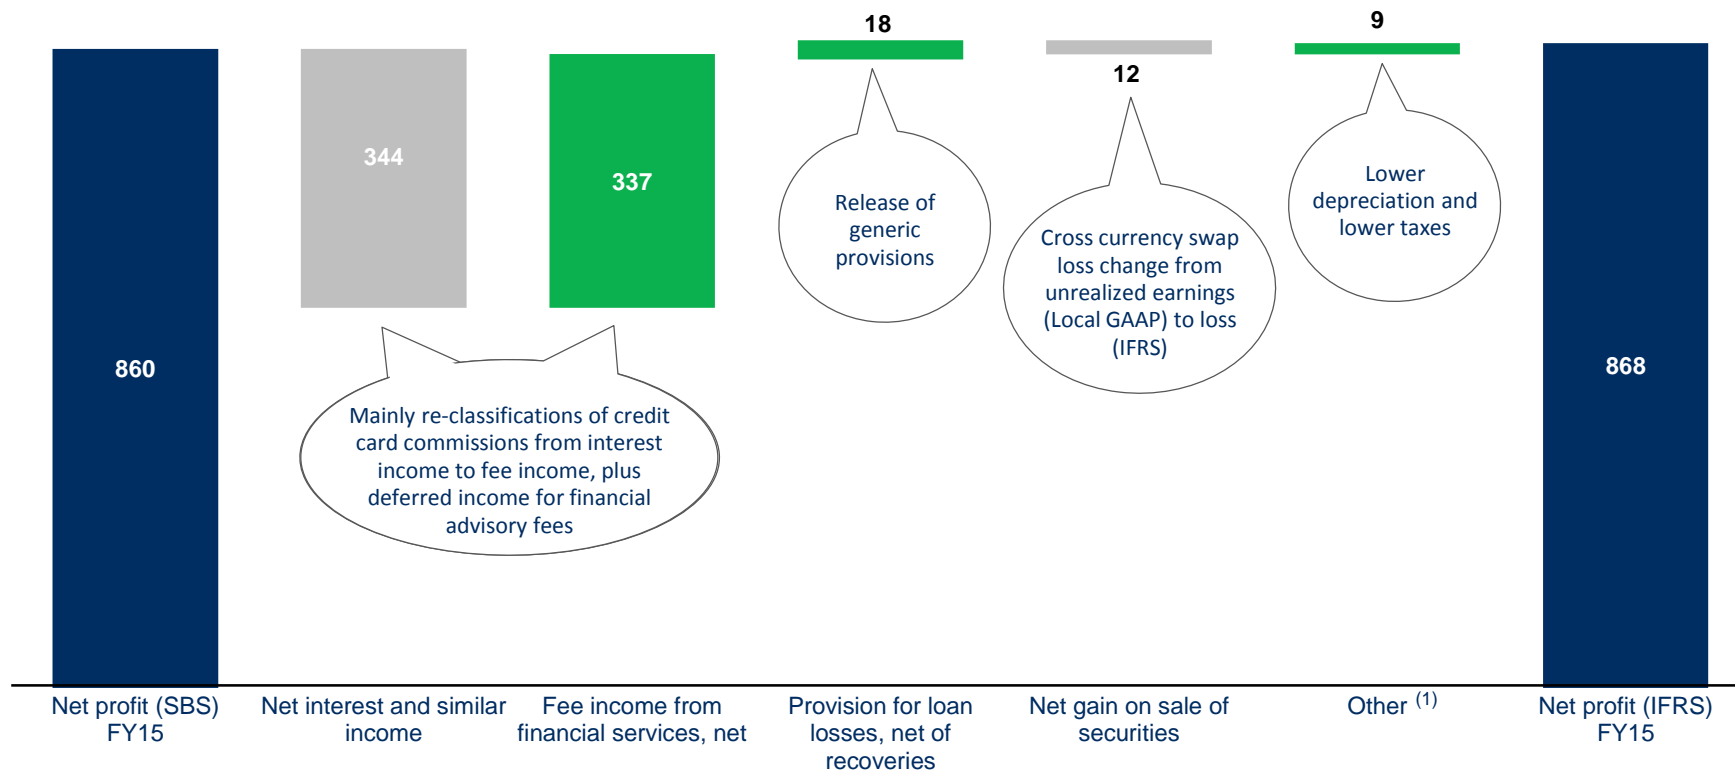 18
9
12
344
337
860
868
Release of
generic
provisions
Cross currency swap
loss change from
unrealized earnings
(Local GAAP) to loss
(IFRS)
Lower
depreciation and
lower taxes
Mainly re-classifications of credit
card commissions from interest
income to fee income, plus
deferred income for financial
advisory fees
Net profit (SBS)
FY15
Net interest and similar
income
Fee income from
financial services, net
Provision for loan
losses, net of
recoveries
Net gain on sale of
securities
Other (1)
Net profit (IFRS)
FY15